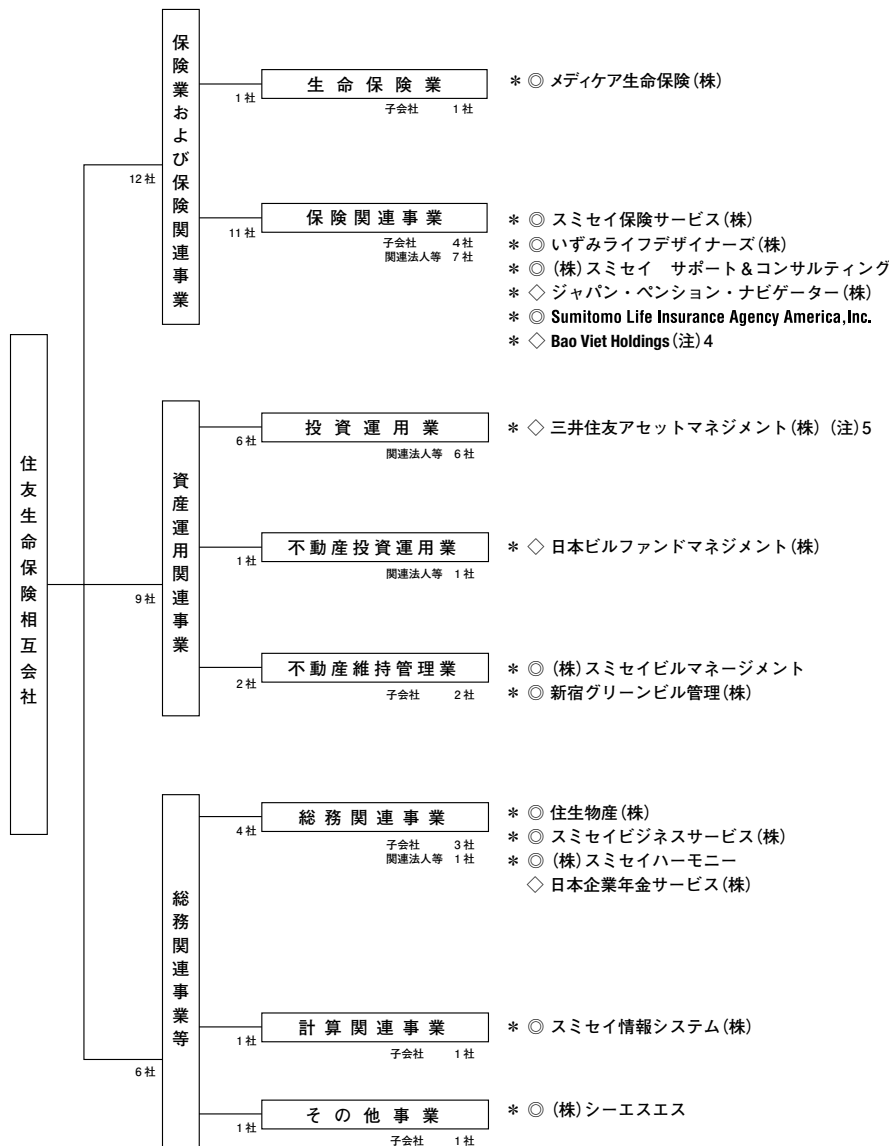 住友生命保険相互会社
12社
保険業および保険関連事業
1社
生命保険業
子会社 1社
* ◎ メディケア生命保険(株)
11社
保険関連事業
子会社 4社
関連法人等 7社
* ◎ スミセイ保険サービス(株)
* ◎ いずみライフデザイナーズ(株)
* ◎ (株)スミセイ サポート&コンサルティング
* ◇ ジャパン・ペンション・ナビゲーター(株)
* ◎ Sumitomo Life Insurance Agency America,Inc.
* ◇ Bao Viet Holdings(注)4
9社
資産運用関連事業
6社
投資運用業
関連法人等 6社
* ◇ 三井住友アセットマネジメント(株) (注)5
1社
不動産投資運用業
関連法人等 1社
* ◇ 日本ビルファンドマネジメント(株)
2社
不動産維持管理業
子会社 2社
* ◎ (株)スミセイビルマネージメント
* ◎ 新宿グリーンビル管理(株)
6社
総務関連事業等
4社
総務関連事業
子会社 3社
関連法人等 1社
* ◎ 住生物産(株)
* ◎ スミセイビジネスサービス(株)
* ◎ (株)スミセイハーモニー
◇ 日本企業年金サービス(株)
1社
計算関連事業
子会社 1社
* ◎ スミセイ情報システム(株)
1社
その他事業
子会社 1社
* ◎ (株)シーエスエス